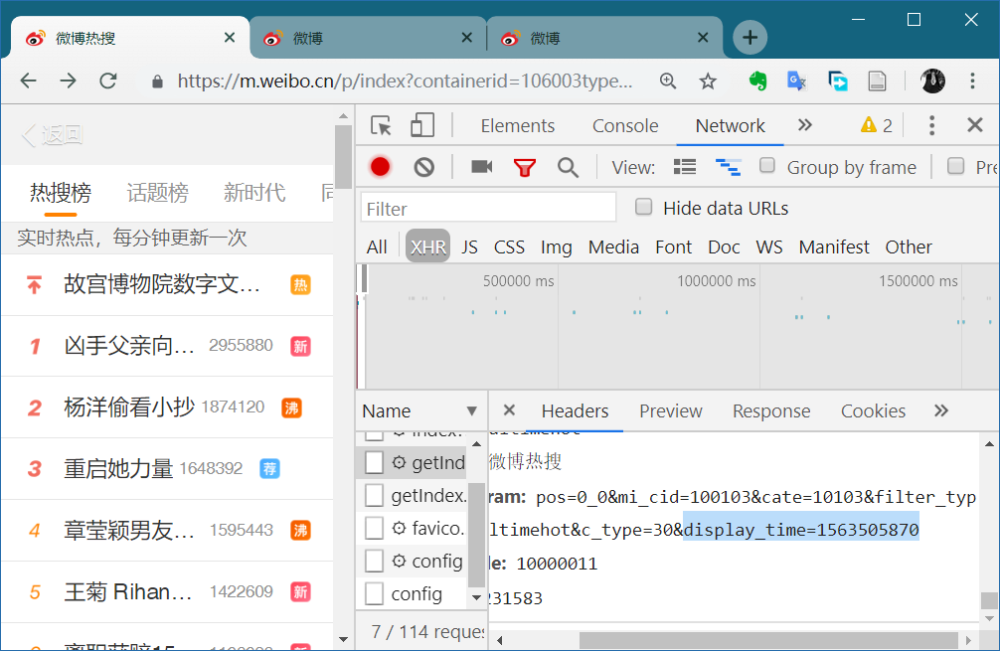 微博热搜
微博
微博
https://m.weibo.cn/p/index?containerid=106003type...
返回
热搜榜 话题榜 新时代
实时热点，每分钟更新一次
故宫博物院数字文... 热
1 凶手父亲向... 2955880 新
2 杨洋偷看小抄 1874120 沸
3 重启她力量 1648392 荐
4 章莹颖男友... 1595443 沸
5 王菊 Rihan... 1422609 新
Elements Console Network 2
View: Group by frame Pre
Filter
Hide data URLs
All XHR JS CSS Img Media Font Doc WS Manifest Other
500000 ms 1000000 ms 1500000 ms
Name
getInd
getIndex.
favico.
config
config
7 / 114 reques
Headers Preview Response Cookies
微博热搜
ram: pos=0_0&mi_cid=100103&cate=10103&filter_typ
ltimehot&c_type=30&display_time=1563505870
le: 10000011
231583